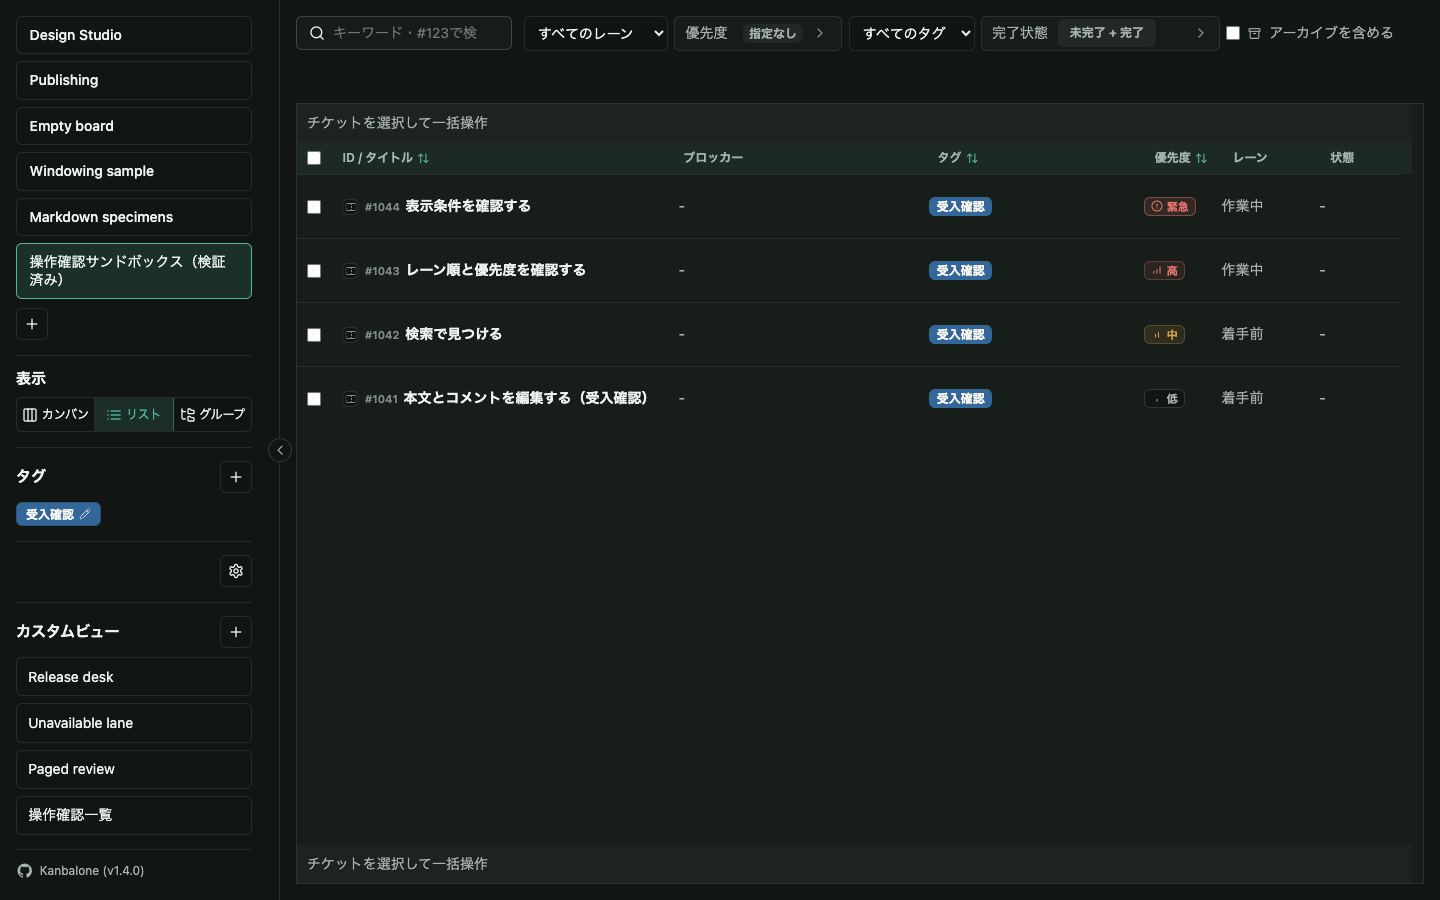 Design Studio
Publishing
Empty board
Windowing sample
Markdown specimens
操作確認サンドボックス（検証
済み）
表示
カンバン リスト グループ
タグ
受入確認
カスタムビュー
Release desk
Unavailable lane
Paged review
操作確認一覧
Kanbalone (v1.4.0)
キーワード・#123で検 すべてのレーン 優先度 指定なし すべてのタグ 完了状態 未完了 + 完了 アーカイブを含める
チケットを選択して一括操作
ID / タイトル ブロッカー タグ 優先度 レーン 状態
#1044 表示条件を確認する - 受入確認 緊急 作業中 -
#1043 レーン順と優先度を確認する - 受入確認 高 作業中 -
#1042 検索で見つける - 受入確認 中 着手前 -
#1041 本文とコメントを編集する（受入確認） - 受入確認 低 着手前 -
チケットを選択して一括操作